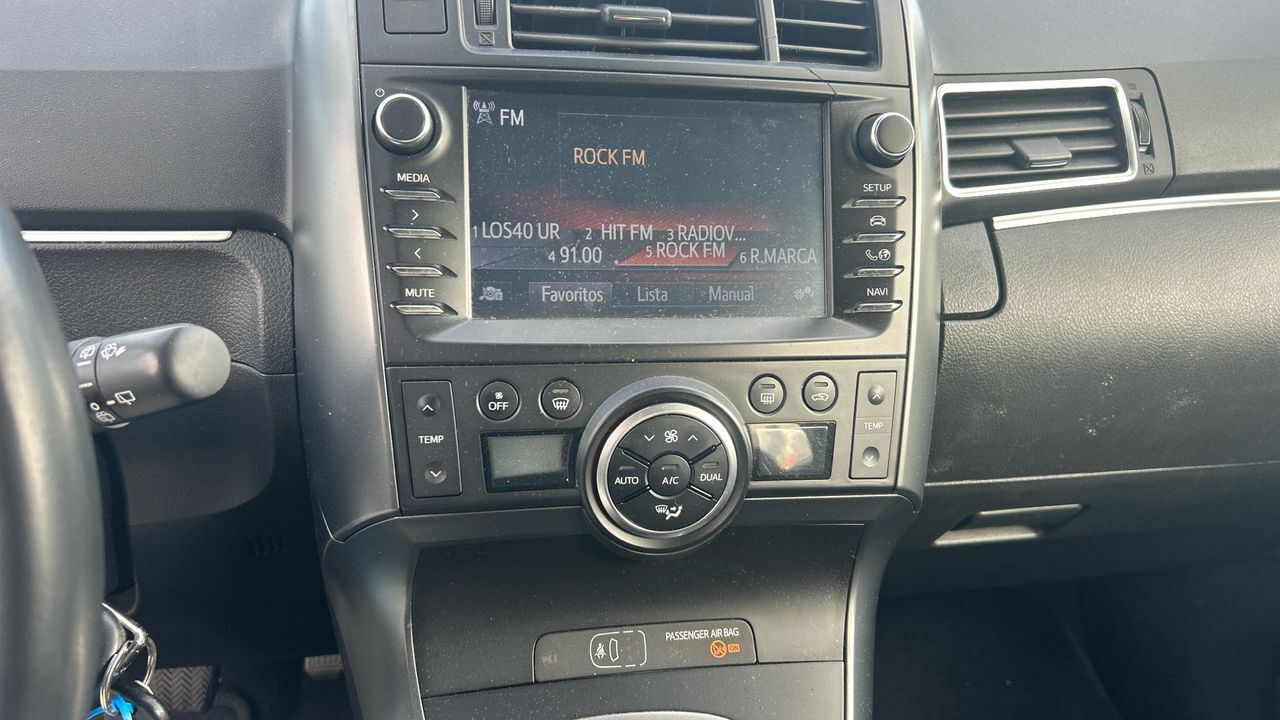 FM
ROCK FM
MEDIA
SETUP
1 LOS40 UR 2 HIT FM 3 RADIOV...
4 91.00 5 ROCK FM 6 R.MARCA
MUTE
NAVI
Favoritos Lista Manual
OFF
TEMP
TEMP
AUTO A/C DUAL
PASSENGER AIR BAG
ON